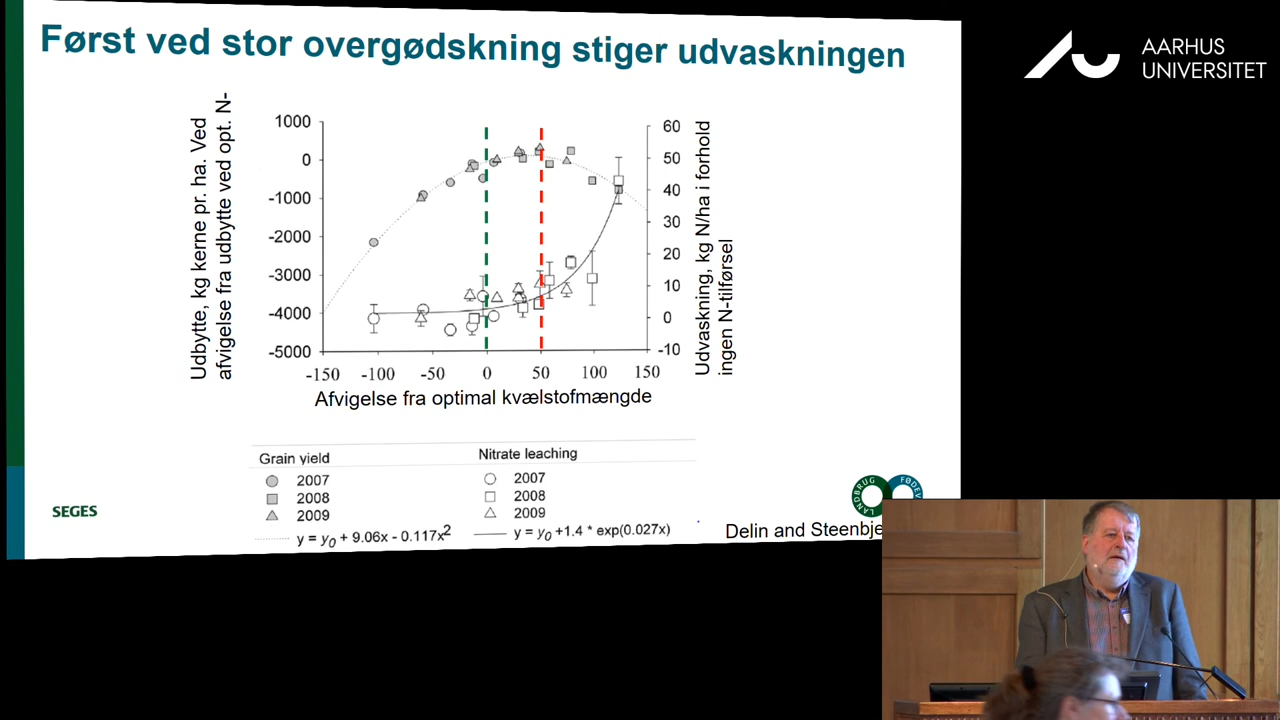 Først ved stor overgødskning stiger udvaskningen
AARHUS
UNIVERSITET
Udbytte, kg kerne pr. ha. Ved
afvigelse fra udbytte ved opt. N-
1000
0
-1000
-2000
-3000
-4000
-5000
60
50
40
30
20
10
0
-10
Udvaskning, kg N/ha i forhold
ingen N-tilførsel
-150 -100 -50 0 50 100 150
Afvigelse fra optimal kvælstofmængde
Grain yield Nitrate leaching
2007 2007
2008 2008
2009 2009
y = y0 + 9.06x - 0.117x2 y = y0 +1.4 * exp(0.027x)
SEGES
LANDBRUG
Delin and